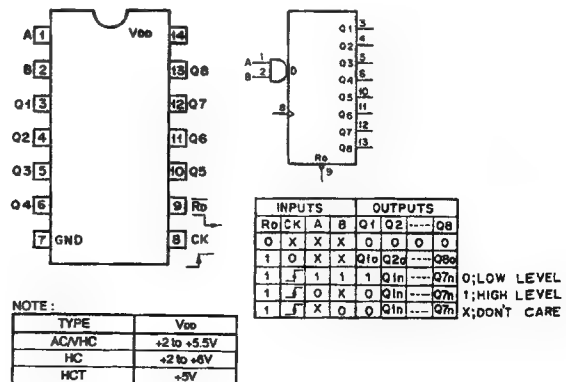 A 1 VDD 14
B 2 13 Q8
Q1 3 12 Q7
Q2 4 11 Q6
Q3 5 10 Q5
Q4 6 9 RD
7 GND 8 CK
A 1
B 2
D
8
Q1 3
Q2 4
Q3 5
Q4 6
Q5 10
Q6 11
Q7 12
Q8 13
RD
9
INPUTS OUTPUTS
RD CK A B Q1 Q2 ---- Q8
0 X X X 0 0 0 0
1 0 X X Q1o Q2o ---- Q8o
1 1 1 1 Q1n ---- Q7n 0;LOW LEVEL
1 0 X 0 Q1n ---- Q7n 1;HIGH LEVEL
1 X 0 0 Q1n ---- Q7n X;DON'T CARE
NOTE:
TYPE VDD
AC/VHC +2 to +5.5V
HC +2 to +6V
HCT +5V